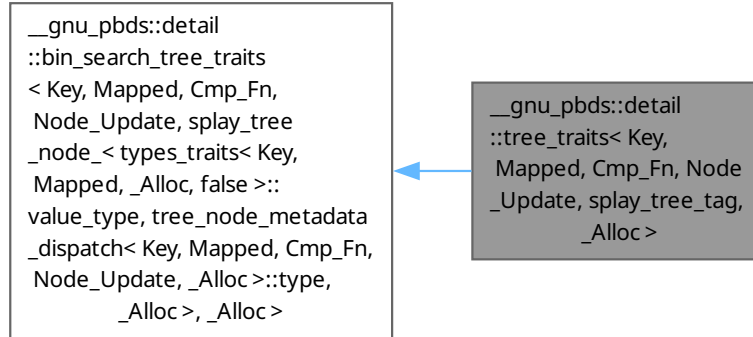 __gnu_pbds::detail
::bin_search_tree_traits
< Key, Mapped, Cmp_Fn,
Node_Update, splay_tree
_node_< types_traits< Key,
Mapped, _Alloc, false >::
value_type, tree_node_metadata
_dispatch< Key, Mapped, Cmp_Fn,
Node_Update, _Alloc >::type,
_Alloc >, _Alloc >
__gnu_pbds::detail
::tree_traits< Key,
Mapped, Cmp_Fn, Node
_Update, splay_tree_tag,
_Alloc >